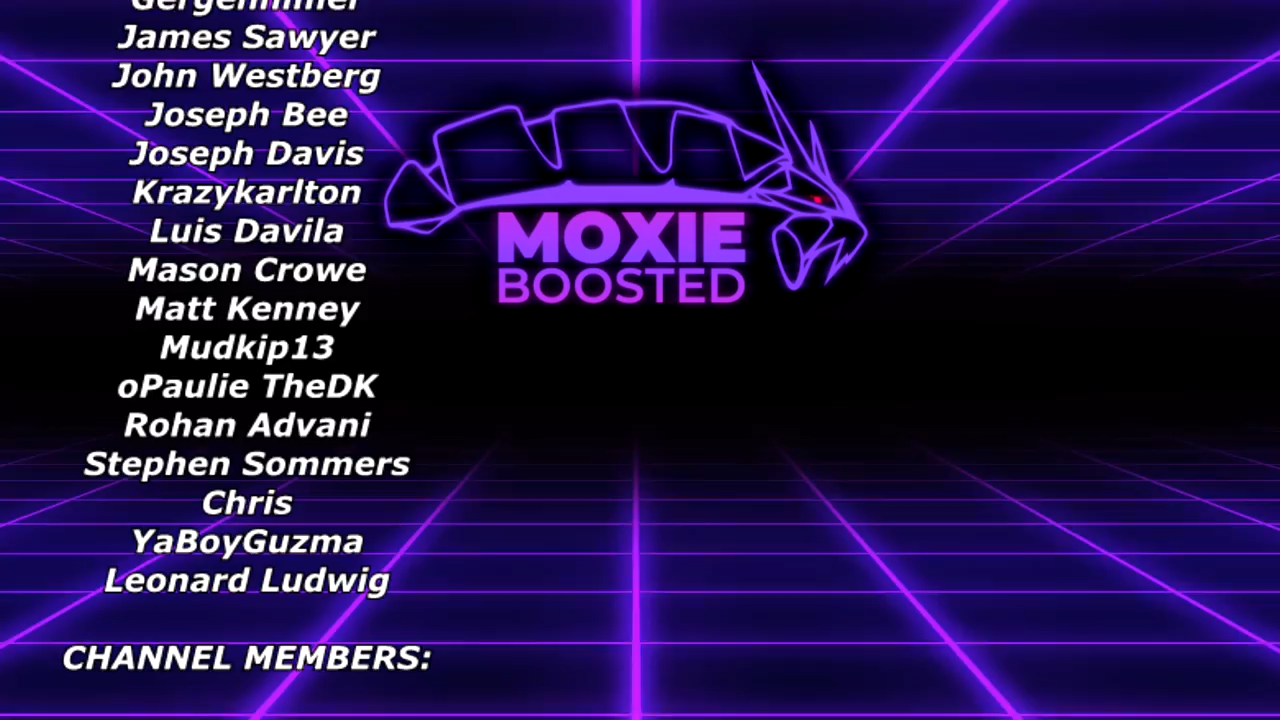 James Sawyer
John Westberg
Joseph Bee
Joseph Davis
Krazykarlton
Luis Davila
Mason Crowe
Matt Kenney
Mudkip13
oPaulie TheDK
Rohan Advani
Stephen Sommers
Chris
YaBoyGuzma
Leonard Ludwig
CHANNEL MEMBERS:
MOXIE
BOOSTED